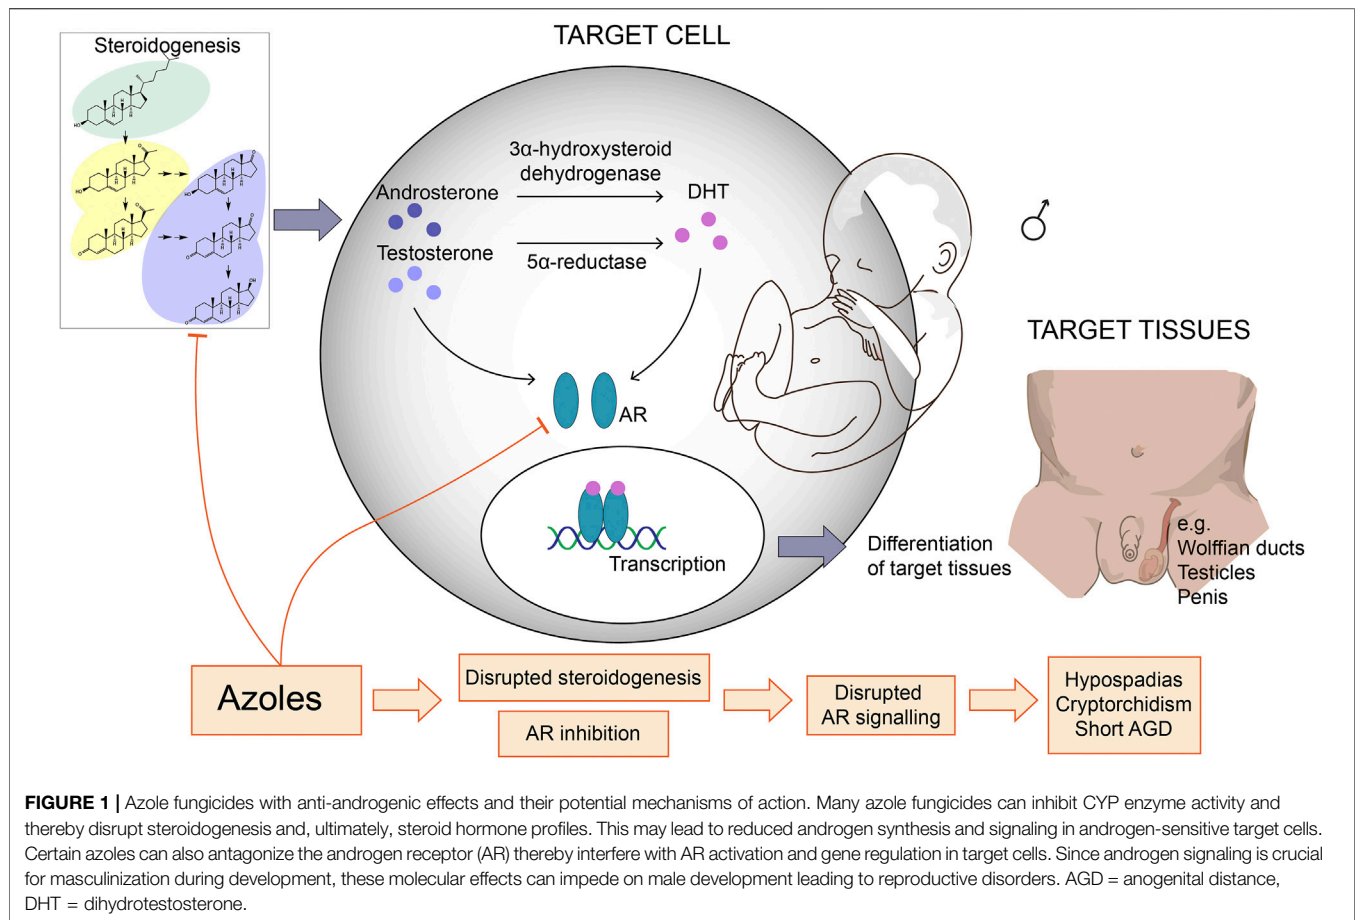 Steroidogenesis
TARGET CELL
3α-hydroxysteroid
dehydrogenase
Androsterone
DHT
Testosterone
5α-reductase
AR
Transcription
Differentiation
of target tissues
TARGET TISSUES
e.g.
Wolffian ducts
Testicles
Penis
Azoles
Disrupted steroidogenesis
AR inhibition
Disrupted
AR signalling
Hypospadias
Cryptorchidism
Short AGD
FIGURE 1 | Azole fungicides with anti-androgenic effects and their potential mechanisms of action. Many azole fungicides can inhibit CYP enzyme activity and
thereby disrupt steroidogenesis and, ultimately, steroid hormone profiles. This may lead to reduced androgen synthesis and signaling in androgen-sensitive target cells.
Certain azoles can also antagonize the androgen receptor (AR) thereby interfere with AR activation and gene regulation in target cells. Since androgen signaling is crucial
for masculinization during development, these molecular effects can impede on male development leading to reproductive disorders. AGD = anogenital distance,
DHT = dihydrotestosterone.